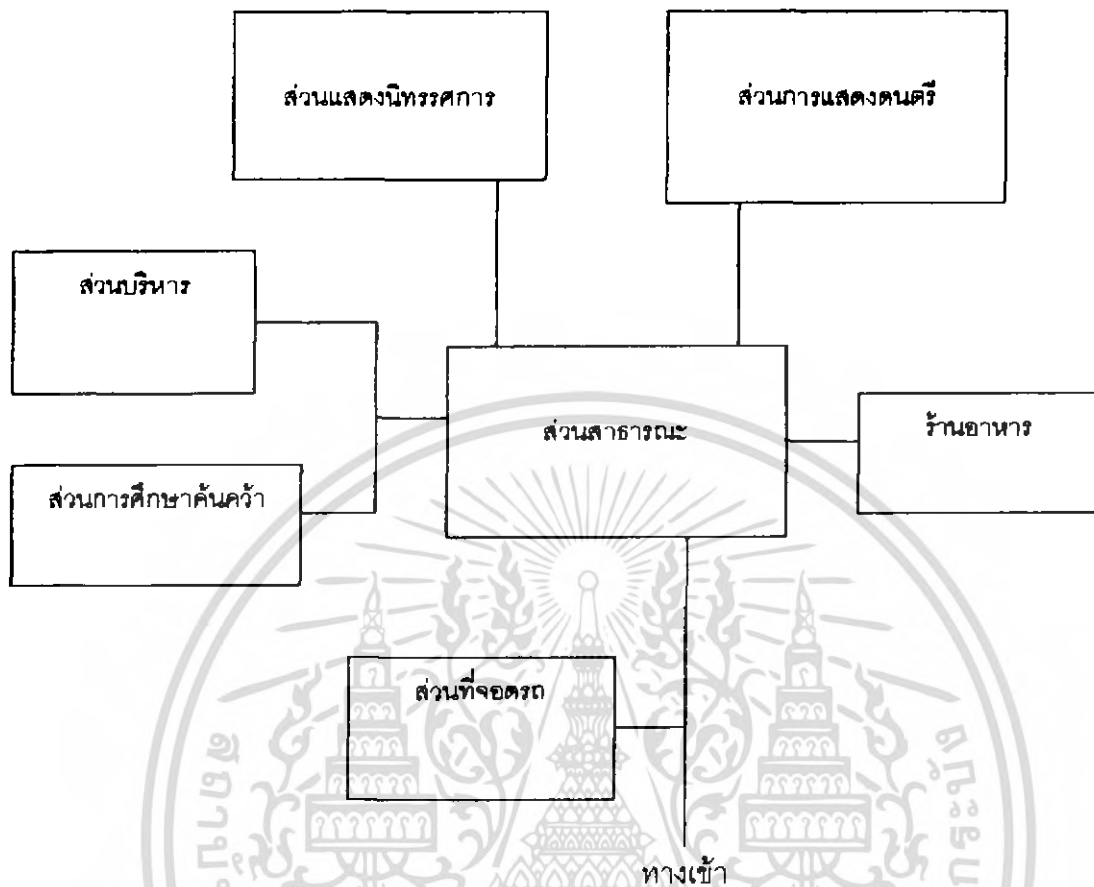 ส่วนแสดงนิทรรศการ
ส่วนการแสดงดนตรี
ส่วนบริหาร
ส่วนสาธารณะ
ร้านอาหาร
ส่วนการศึกษาค้นคว้า
ส่วนที่จอดรถ
ทางเข้า